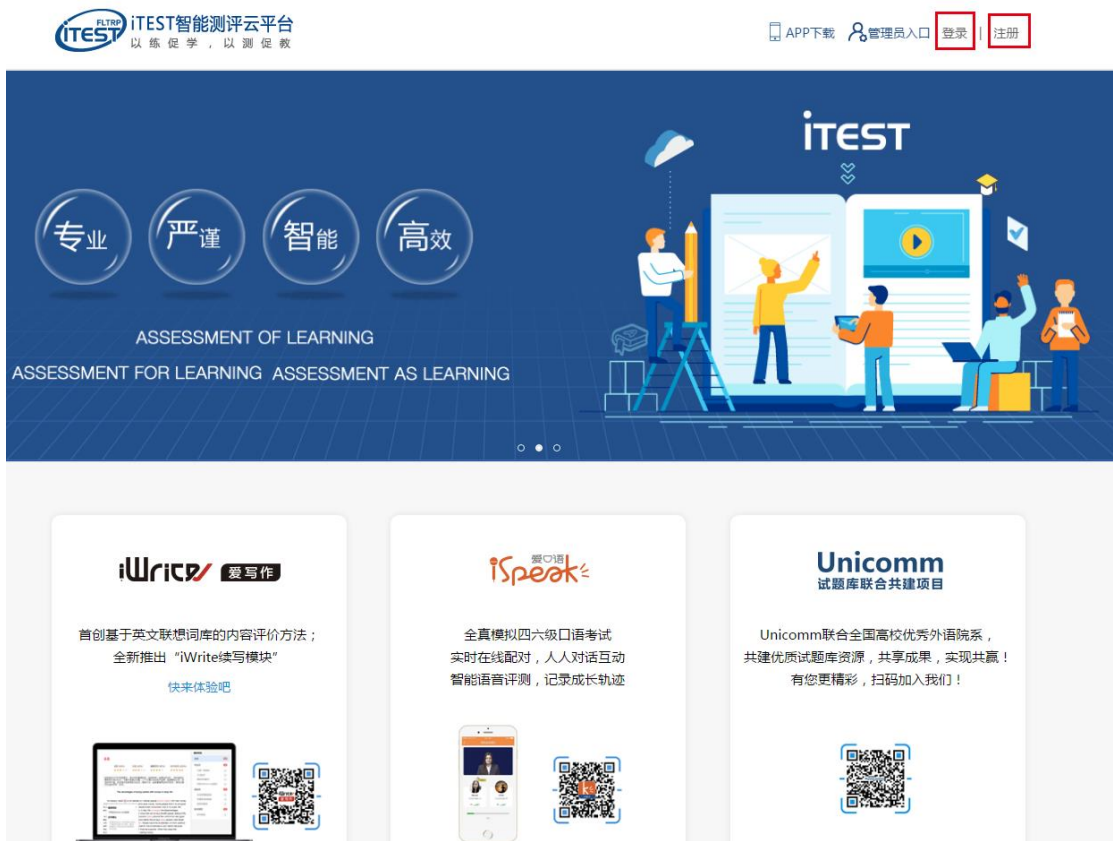 FLTRP
iTEST
iTEST智能测评云平台
以练促学，以测促教
APP下载 管理员入口 登录 | 注册
iTEST
专业 严谨 智能 高效
ASSESSMENT OF LEARNING
ASSESSMENT FOR LEARNING ASSESSMENT AS LEARNING
iWrite 爱写作
首创基于英文联想词库的内容评价方法；
全新推出“iWrite续写模块”
快来体验吧
爱口语
iSpeak
全真模拟四六级口语考试
实时在线配对，人人对话互动
智能语音评测，记录成长轨迹
Unicomm
试题库联合共建项目
Unicomm联合全国高校优秀外语院系，
共建优质试题库资源，共享成果，实现共赢！
有您更精彩，扫码加入我们！